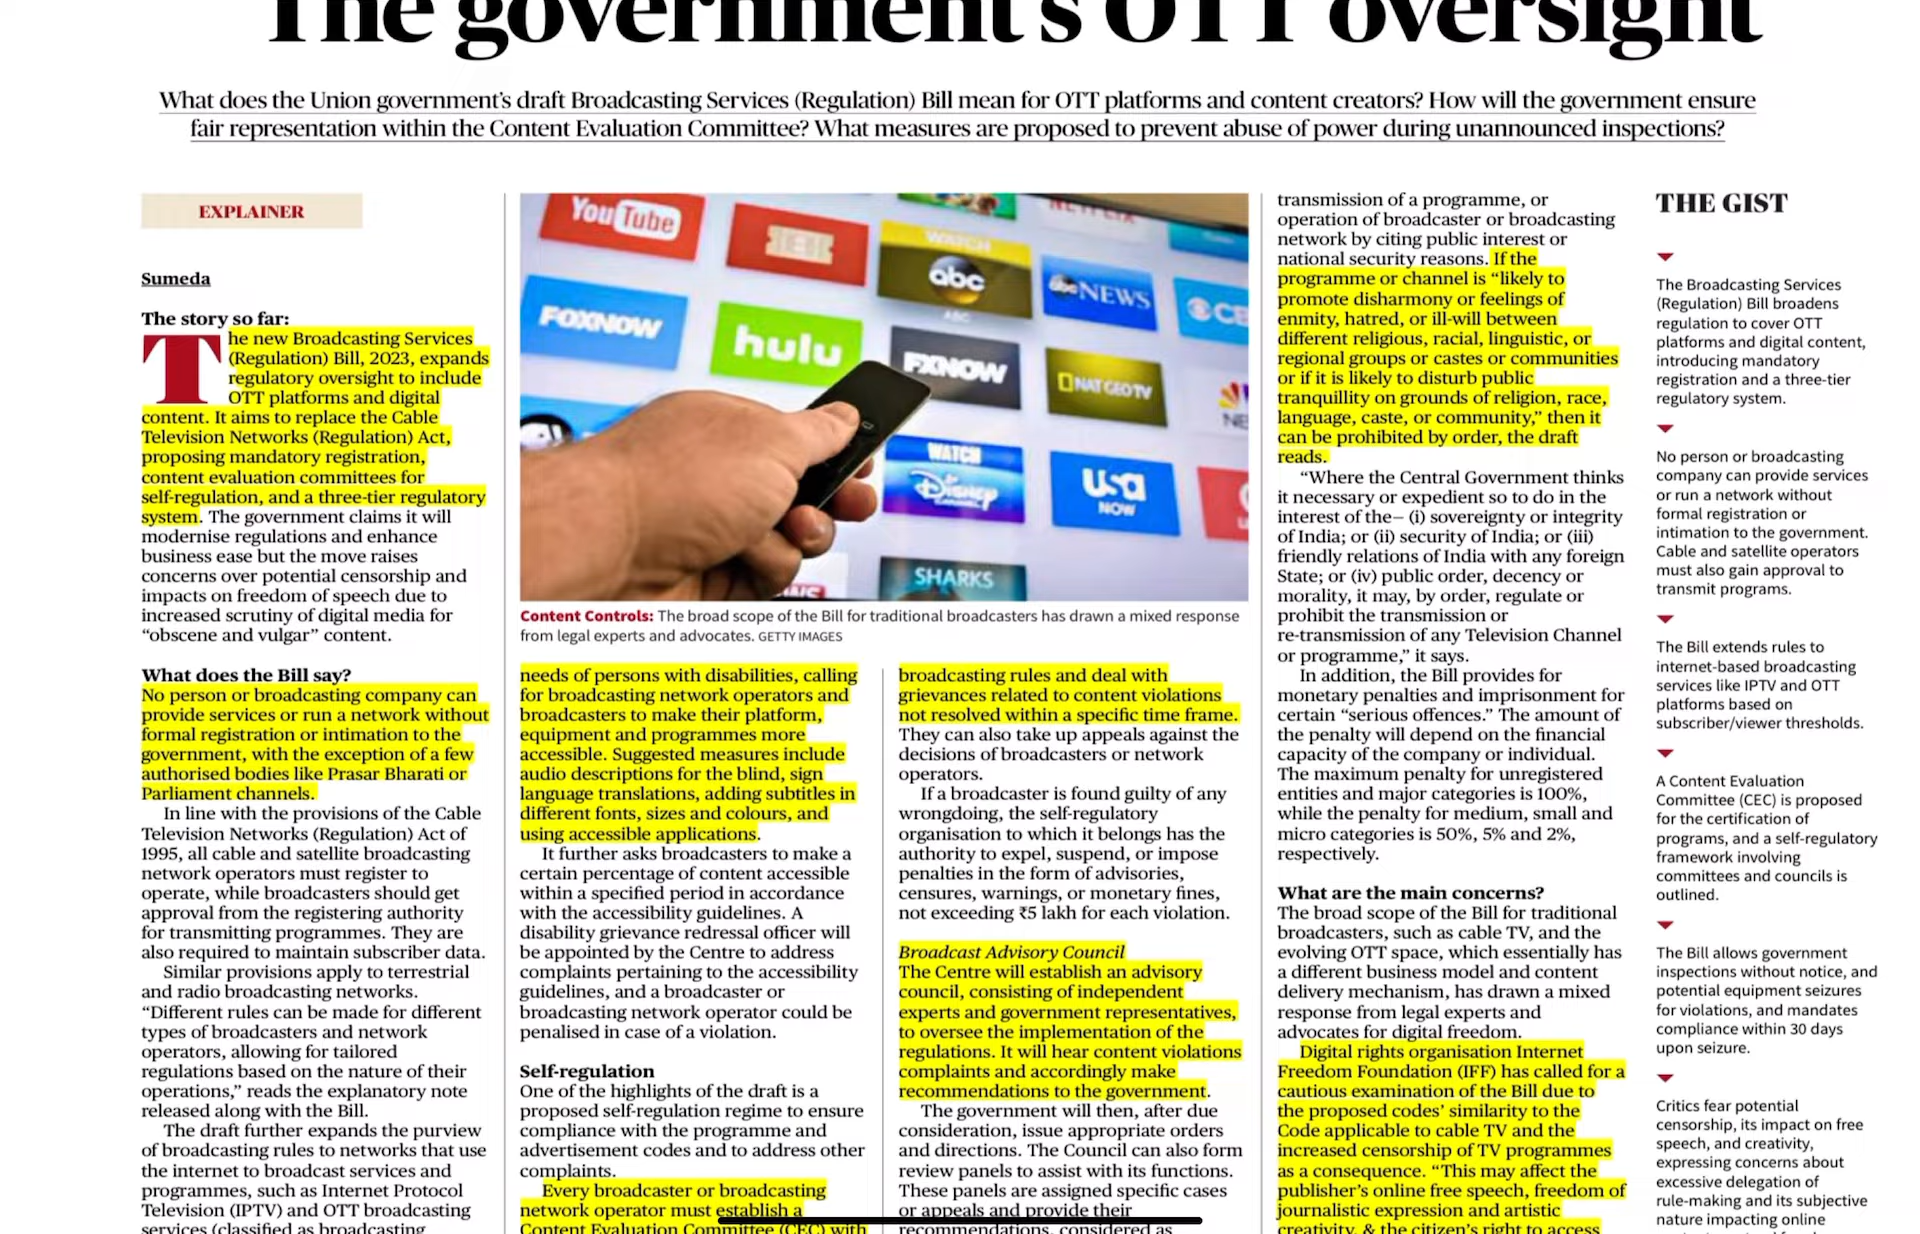 The government's OTT oversight
What does the Union government's draft Broadcasting Services (Regulation) Bill mean for OTT platforms and content creators? How will the government ensure
fair representation within the Content Evaluation Committee? What measures are proposed to prevent abuse of power during unannounced inspections?
EXPLAINER
Sumeda
The story so far:
The new Broadcasting Services
(Regulation) Bill, 2023, expands
regulatory oversight to include
OTT platforms and digital
content. It aims to replace the Cable
Television Networks (Regulation) Act,
proposing mandatory registration,
content evaluation committees for
self-regulation, and a three-tier regulatory
system. The government claims it will
modernise regulations and enhance
business ease but the move raises
concerns over potential censorship and
impacts on freedom of speech due to
increased scrutiny of digital media for
“obscene and vulgar” content.
What does the Bill say?
No person or broadcasting company can
provide services or run a network without
formal registration or intimation to the
government, with the exception of a few
authorised bodies like Prasar Bharati or
Parliament channels.
In line with the provisions of the Cable
Television Networks (Regulation) Act of
1995, all cable and satellite broadcasting
network operators must register to
operate, while broadcasters should get
approval from the registering authority
for transmitting programmes. They are
also required to maintain subscriber data.
Similar provisions apply to terrestrial
and radio broadcasting networks.
“Different rules can be made for different
types of broadcasters and network
operators, allowing for tailored
regulations based on the nature of their
operations,” reads the explanatory note
released along with the Bill.
The draft further expands the purview
of broadcasting rules to networks that use
the internet to broadcast services and
programmes, such as Internet Protocol
Television (IPTV) and OTT broadcasting
services (classified as broadcasting
YouTube
NETFLIX
WATCH
abc
ABC
abc NEWS
CB
FOXNOW
hulu
FXNOW
NAT GEO TV
NE
WATCH
Disney
CHANNEL
usa
NOW
SHARKS
Content Controls: The broad scope of the Bill for traditional broadcasters has drawn a mixed response
from legal experts and advocates. GETTY IMAGES
needs of persons with disabilities, calling
for broadcasting network operators and
broadcasters to make their platform,
equipment and programmes more
accessible. Suggested measures include
audio descriptions for the blind, sign
language translations, adding subtitles in
different fonts, sizes and colours, and
using accessible applications.
It further asks broadcasters to make a
certain percentage of content accessible
within a specified period in accordance
with the accessibility guidelines. A
disability grievance redressal officer will
be appointed by the Centre to address
complaints pertaining to the accessibility
guidelines, and a broadcaster or
broadcasting network operator could be
penalised in case of a violation.
Self-regulation
One of the highlights of the draft is a
proposed self-regulation regime to ensure
compliance with the programme and
advertisement codes and to address other
complaints.
Every broadcaster or broadcasting
network operator must establish a
Content Evaluation Committee (CEC) with
broadcasting rules and deal with
grievances related to content violations
not resolved within a specific time frame.
They can also take up appeals against the
decisions of broadcasters or network
operators.
If a broadcaster is found guilty of any
wrongdoing, the self-regulatory
organisation to which it belongs has the
authority to expel, suspend, or impose
penalties in the form of advisories,
censures, warnings, or monetary fines,
not exceeding ₹5 lakh for each violation.
Broadcast Advisory Council
The Centre will establish an advisory
council, consisting of independent
experts and government representatives,
to oversee the implementation of the
regulations. It will hear content violations
complaints and accordingly make
recommendations to the government.
The government will then, after due
consideration, issue appropriate orders
and directions. The Council can also form
review panels to assist with its functions.
These panels are assigned specific cases
or appeals and provide their
recommendations, considered as
transmission of a programme, or
operation of broadcaster or broadcasting
network by citing public interest or
national security reasons. If the
programme or channel is “likely to
promote disharmony or feelings of
enmity, hatred, or ill-will between
different religious, racial, linguistic, or
regional groups or castes or communities
or if it is likely to disturb public
tranquillity on grounds of religion, race,
language, caste, or community,” then it
can be prohibited by order, the draft
reads.
“Where the Central Government thinks
it necessary or expedient so to do in the
interest of the— (i) sovereignty or integrity
of India; or (ii) security of India; or (iii)
friendly relations of India with any foreign
State; or (iv) public order, decency or
morality, it may, by order, regulate or
prohibit the transmission or
re-transmission of any Television Channel
or programme,” it says.
In addition, the Bill provides for
monetary penalties and imprisonment for
certain “serious offences.” The amount of
the penalty will depend on the financial
capacity of the company or individual.
The maximum penalty for unregistered
entities and major categories is 100%,
while the penalty for medium, small and
micro categories is 50%, 5% and 2%,
respectively.
What are the main concerns?
The broad scope of the Bill for traditional
broadcasters, such as cable TV, and the
evolving OTT space, which essentially has
a different business model and content
delivery mechanism, has drawn a mixed
response from legal experts and
advocates for digital freedom.
Digital rights organisation Internet
Freedom Foundation (IFF) has called for a
cautious examination of the Bill due to
the proposed codes' similarity to the
Code applicable to cable TV and the
increased censorship of TV programmes
as a consequence. “This may affect the
publisher's online free speech, freedom of
journalistic expression and artistic
creativity, & the citizen's right to access
THE GIST
The Broadcasting Services
(Regulation) Bill broadens
regulation to cover OTT
platforms and digital content,
introducing mandatory
registration and a three-tier
regulatory system.
No person or broadcasting
company can provide services
or run a network without
formal registration or
intimation to the government.
Cable and satellite operators
must also gain approval to
transmit programs.
The Bill extends rules to
internet-based broadcasting
services like IPTV and OTT
platforms based on
subscriber/viewer thresholds.
A Content Evaluation
Committee (CEC) is proposed
for the certification of
programs, and a self-regulatory
framework involving
committees and councils is
outlined.
The Bill allows government
inspections without notice, and
potential equipment seizures
for violations, and mandates
compliance within 30 days
upon seizure.
Critics fear potential
censorship, its impact on free
speech, and creativity,
expressing concerns about
excessive delegation of
rule-making and its subjective
nature impacting online